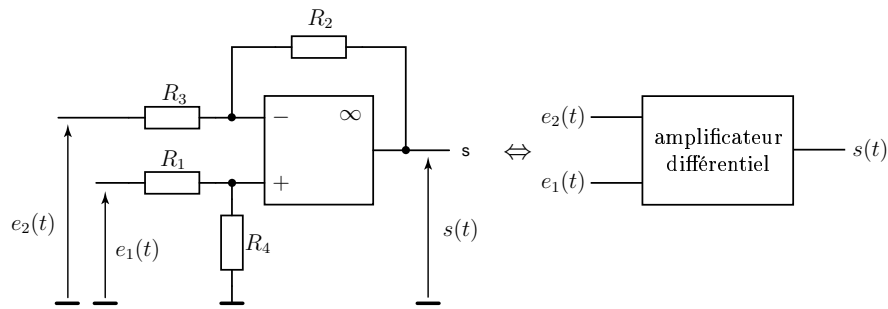 R₂
R₃
− ∞
s
R₁
+
R₄
e₂(t)
e₁(t)
s(t)
⇔
e₂(t)
e₁(t)
amplificateur
différentiel
s(t)